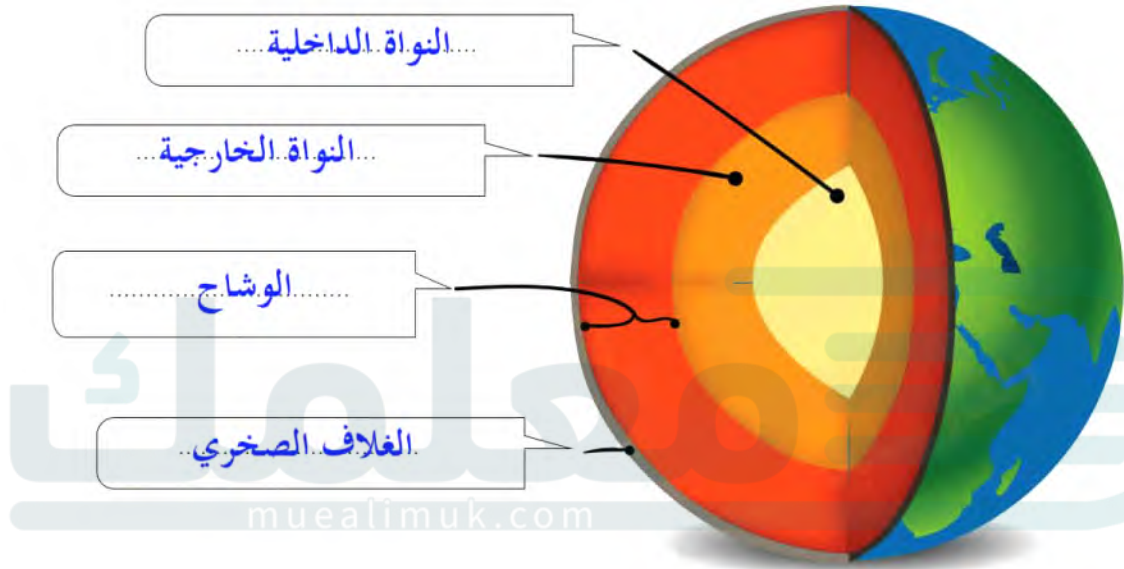 النواة الداخلية
النواة الخارجية
الوشاح
الغلاف الصخري
معلمك
muealimuk.com